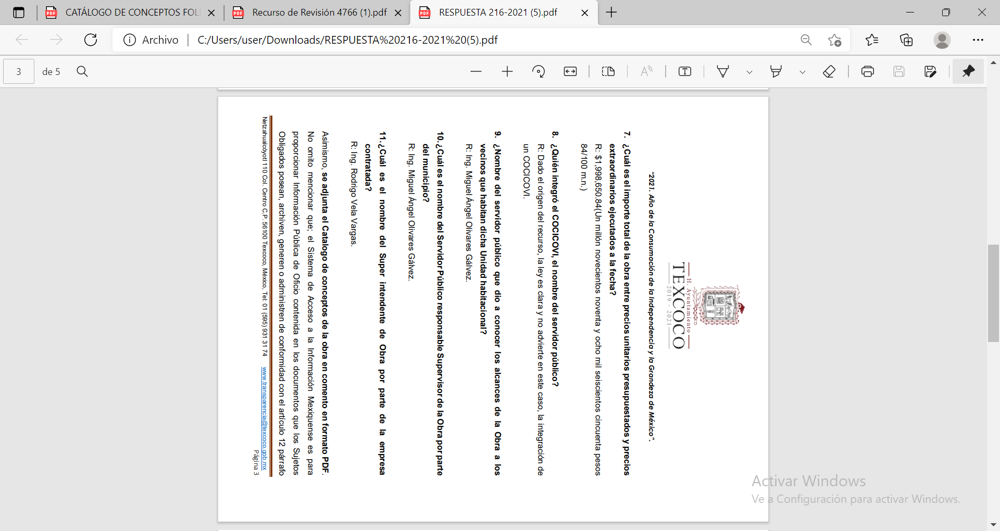 CATÁLOGO DE CONCEPTOS FOL
Recurso de Revisión 4766 (1).pdf
RESPUESTA 216-2021 (5).pdf
Archivo
C:/Users/user/Downloads/RESPUESTA%20216-2021%20(5).pdf
3 de 5
H. Ayuntamiento
TEXCOCO
2019 - 2021
"2021. Año de la Consumación de la Independencia y la Grandeza de México".
7. ¿Cuál es el importe total de la obra entre precios unitarios presupuestados y precios
extraordinarios ejecutados a la fecha?
R: $1,998,650.84(Un millón novecientos noventa y ocho mil seiscientos cincuenta pesos
84/100 m.n.)
8. ¿Quién integró el COCICOVI, el nombre del servidor público?
R: Dado el origen del recurso, la ley es clara y no advierte en este caso, la integración de
un COCICOVI.
9. ¿Nombre del servidor público que dio a conocer los alcances de la Obra a los
vecinos que habitan dicha Unidad habitacional?
R: Ing. Miguel Ángel Olivares Gálvez.
10.¿Cuál es el nombre del Servidor Público responsable Supervisor de la Obra por parte
del municipio?
R: Ing. Miguel Ángel Olivares Gálvez.
11.¿Cuál es el nombre del Super intendente de Obra por parte de la empresa
contratada?
R: Ing. Rodrigo Vela Vargas.
Asimismo, se adjunta el Catalogo de conceptos de la obra en comento en formato PDF.
No omito mencionar que; el Sistema de Acceso a la Información Mexiquense es para
proporcionar Información Pública de Oficio contenida en los documentos que los Sujetos
Obligados posean, archiven, generen o administren de conformidad con el artículo 12 párrafo
Netzahualcóyotl 110 Col. Centro C.P. 56100 Texcoco, México, Tel: 01 (595) 931 31 74 www.transparencia@texcoco.gob.mx
Página 3
Activar Windows
Ve a Configuración para activar Windows.